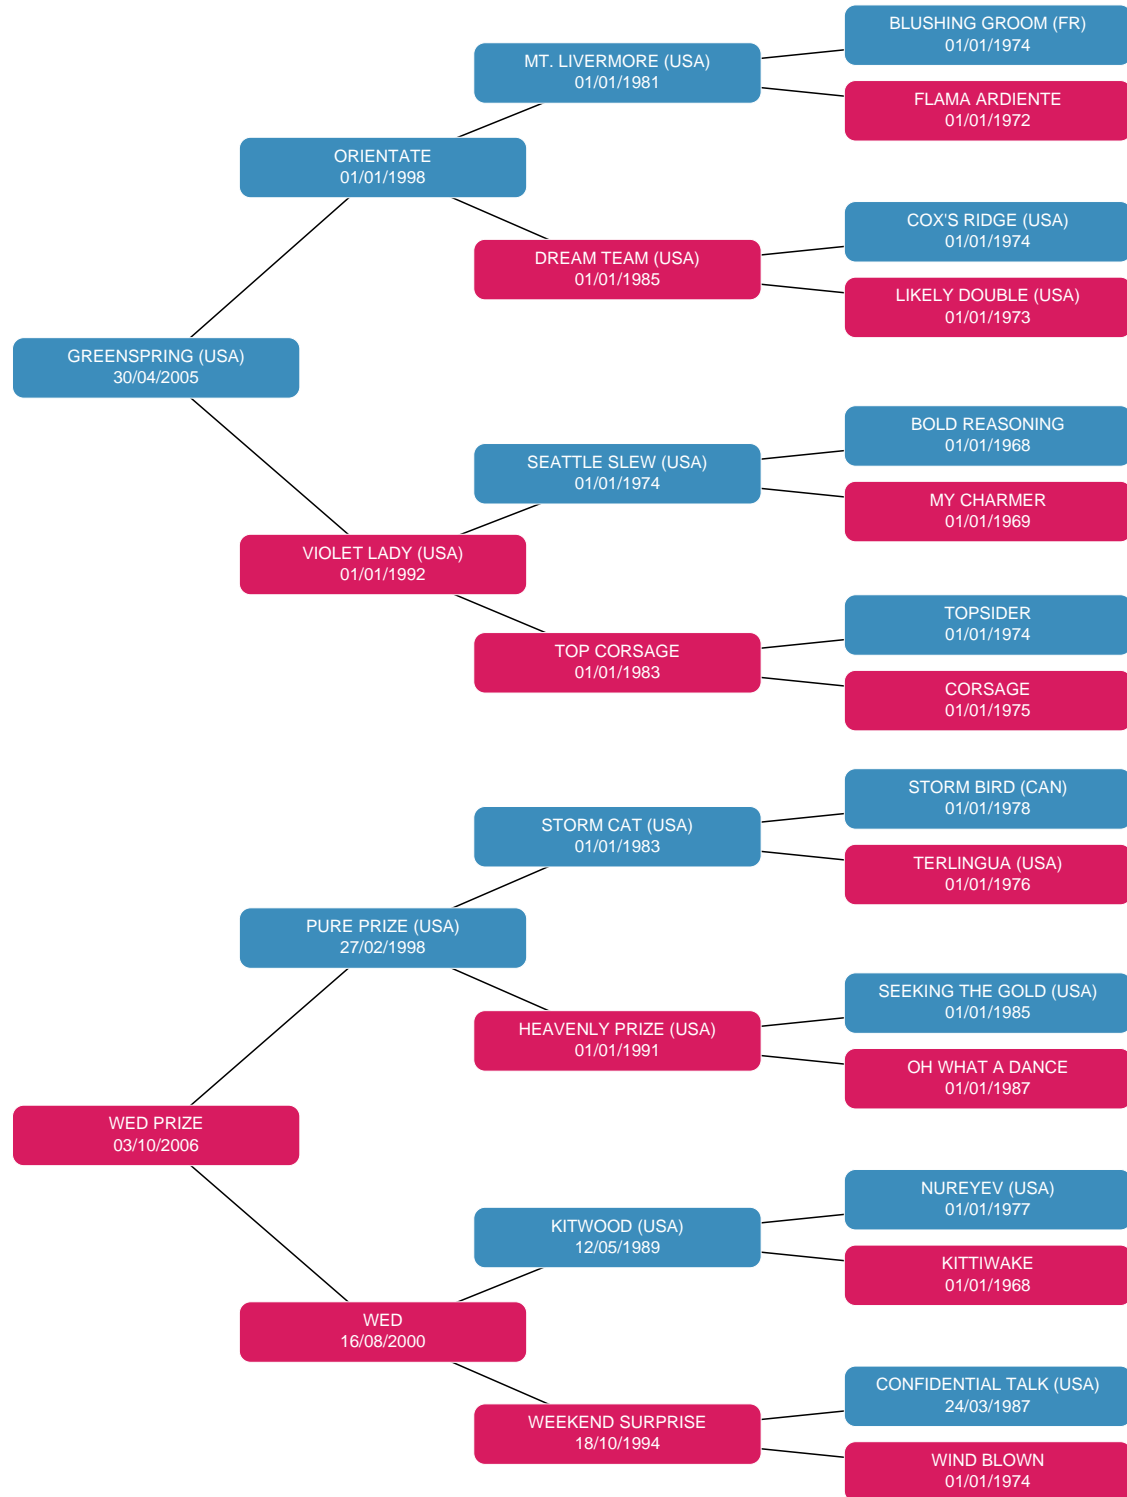 BLUSHING GROOM (FR)
01/01/1974
MT. LIVERMORE (USA)
01/01/1981
FLAMA ARDIENTE
01/01/1972
ORIENTATE
01/01/1998
COX'S RIDGE (USA)
01/01/1974
DREAM TEAM (USA)
01/01/1985
LIKELY DOUBLE (USA)
01/01/1973
GREENSPRING (USA)
30/04/2005
BOLD REASONING
01/01/1968
SEATTLE SLEW (USA)
01/01/1974
MY CHARMER
01/01/1969
VIOLET LADY (USA)
01/01/1992
TOPSIDER
01/01/1974
TOP CORSAGE
01/01/1983
CORSAGE
01/01/1975
STORM BIRD (CAN)
01/01/1978
STORM CAT (USA)
01/01/1983
TERLINGUA (USA)
01/01/1976
PURE PRIZE (USA)
27/02/1998
SEEKING THE GOLD (USA)
01/01/1985
HEAVENLY PRIZE (USA)
01/01/1991
OH WHAT A DANCE
01/01/1987
WED PRIZE
03/10/2006
NUREYEV (USA)
01/01/1977
KITWOOD (USA)
12/05/1989
KITTIWAKE
01/01/1968
WED
16/08/2000
CONFIDENTIAL TALK (USA)
24/03/1987
WEEKEND SURPRISE
18/10/1994
WIND BLOWN
01/01/1974